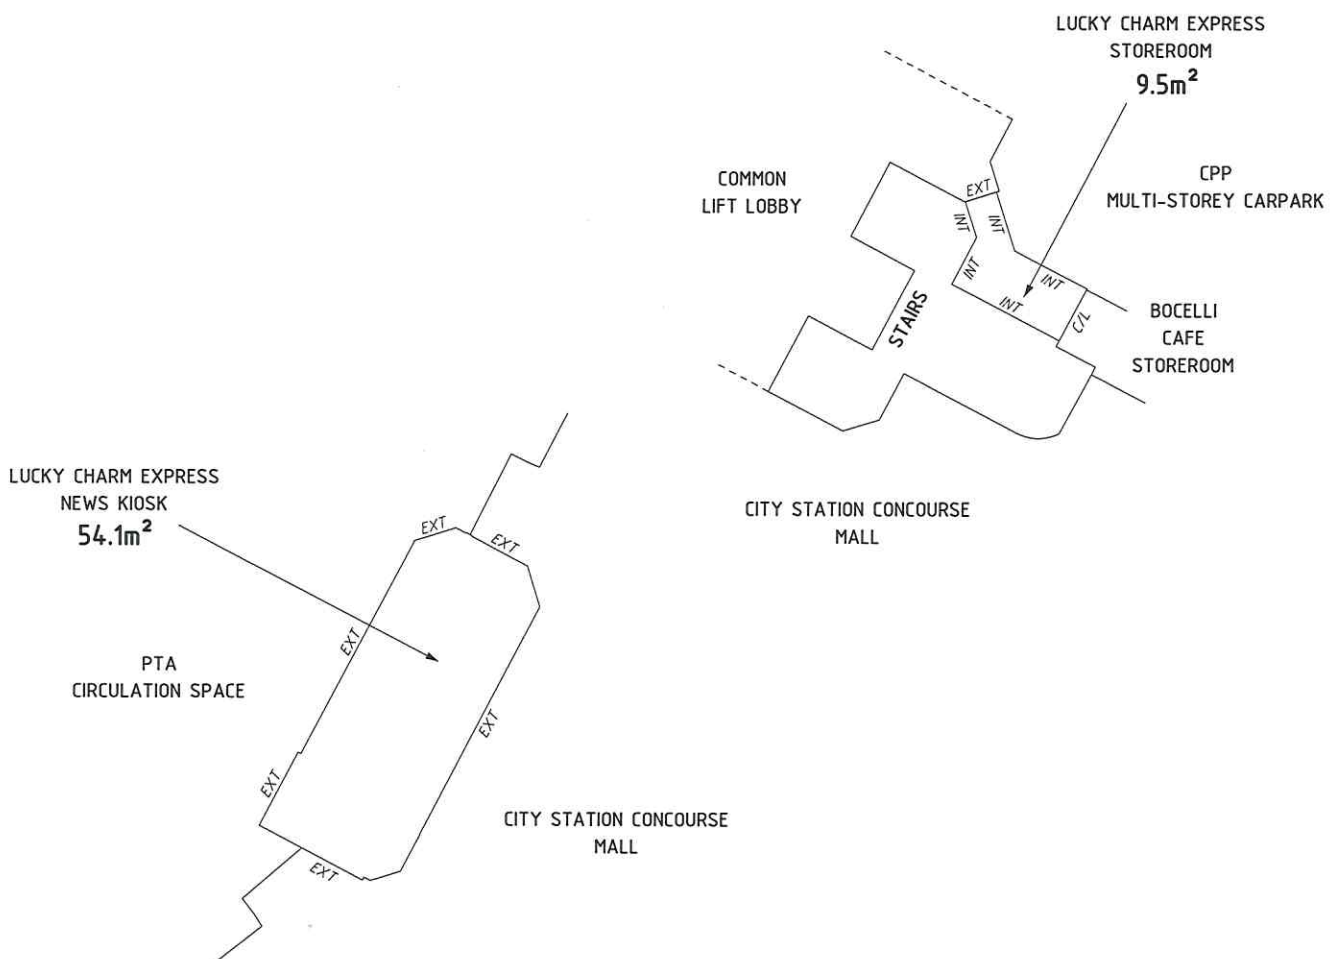 LUCKY CHARM EXPRESS
STOREROOM
9.5m²
COMMON
LIFT LOBBY
CPP
MULTI-STOREY CARPARK
EXT
INT
INT
INT
INT
INT
C/L
STAIRS
BOCELLI
CAFE
STOREROOM
LUCKY CHARM EXPRESS
NEWS KIOSK
54.1m²
CITY STATION CONCOURSE
MALL
EXT
EXT
EXT
PTA
CIRCULATION SPACE
EXT
EXT
CITY STATION CONCOURSE
MALL
EXT